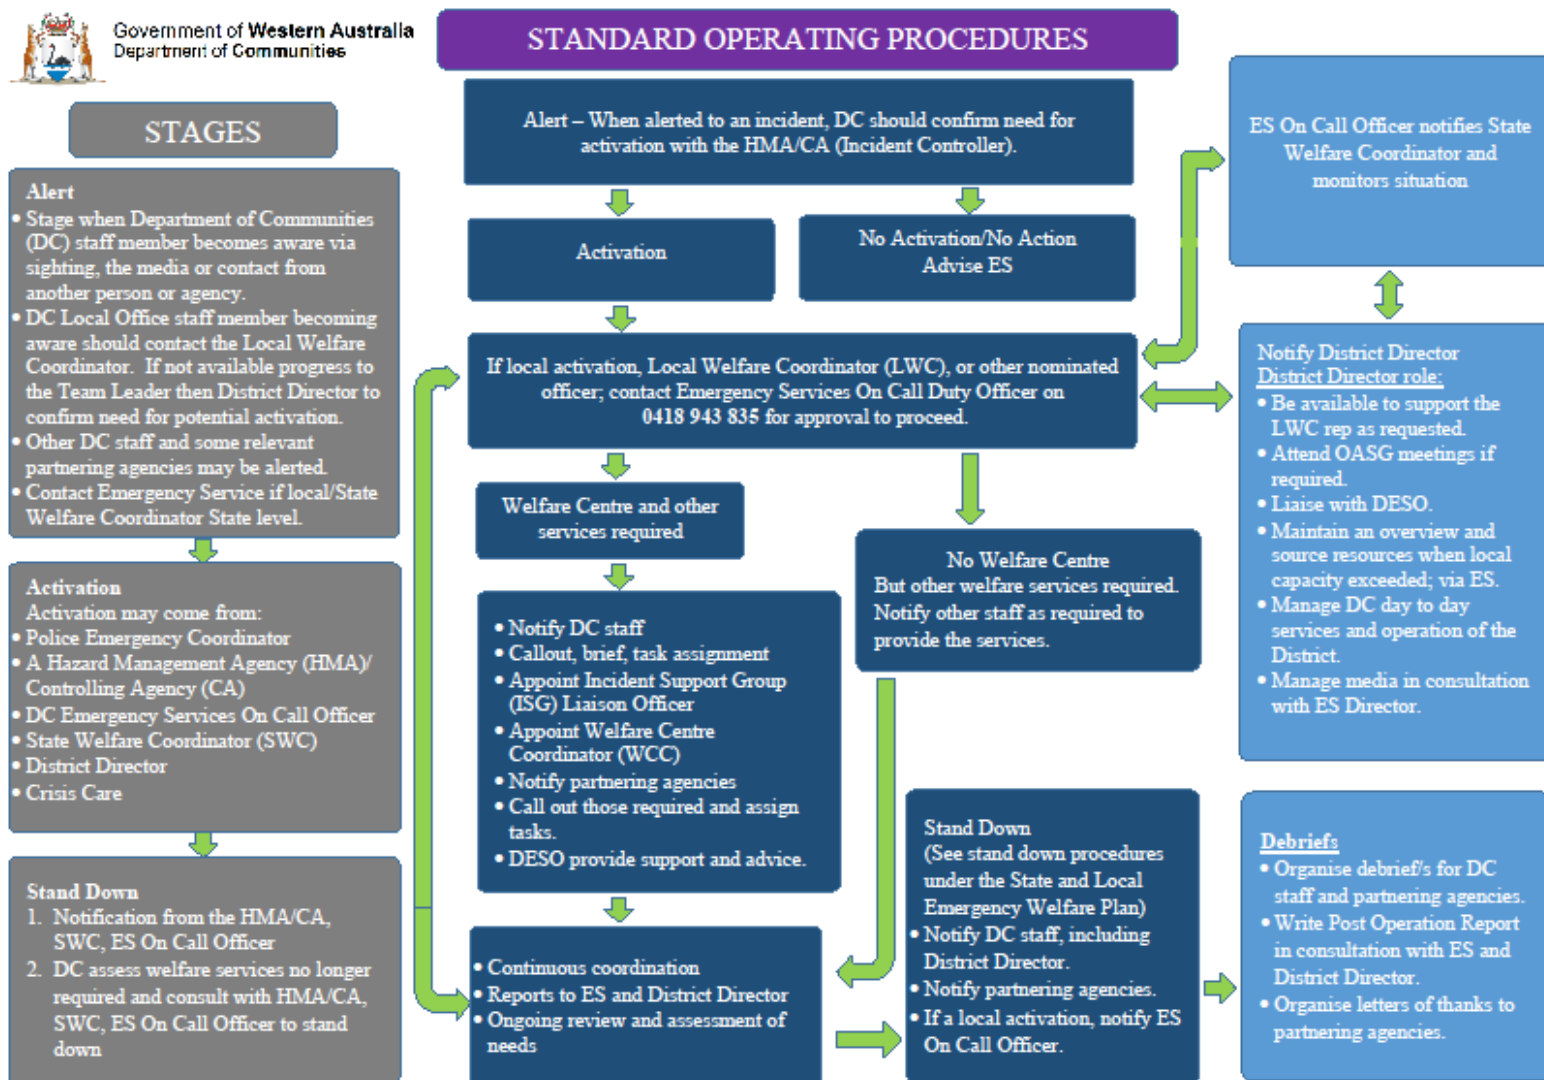 Government of Western Australia
Department of Communities
STANDARD OPERATING PROCEDURES
STAGES
Alert
• Stage when Department of Communities
(DC) staff member becomes aware via
sighting, the media or contact from
another person or agency.
• DC Local Office staff member becoming
aware should contact the Local Welfare
Coordinator. If not available progress to
the Team Leader then District Director to
confirm need for potential activation.
• Other DC staff and some relevant
partnering agencies may be alerted.
• Contact Emergency Service if local/State
Welfare Coordinator State level.
Activation
Activation may come from:
• Police Emergency Coordinator
• A Hazard Management Agency (HMA)/
Controlling Agency (CA)
• DC Emergency Services On Call Officer
• State Welfare Coordinator (SWC)
• District Director
• Crisis Care
Stand Down
1. Notification from the HMA/CA,
SWC, ES On Call Officer
2. DC assess welfare services no longer
required and consult with HMA/CA,
SWC, ES On Call Officer to stand
down
Alert – When alerted to an incident, DC should confirm need for
activation with the HMA/CA (Incident Controller).
Activation
No Activation/No Action
Advise ES
If local activation, Local Welfare Coordinator (LWC), or other nominated
officer; contact Emergency Services On Call Duty Officer on
0418 943 835 for approval to proceed.
Welfare Centre and other
services required
No Welfare Centre
But other welfare services required.
Notify other staff as required to
provide the services.
• Notify DC staff
• Callout, brief, task assignment
• Appoint Incident Support Group
(ISG) Liaison Officer
• Appoint Welfare Centre
Coordinator (WCC)
• Notify partnering agencies
• Call out those required and assign
tasks.
• DESO provide support and advice.
• Continuous coordination
• Reports to ES and District Director
• Ongoing review and assessment of
needs
Stand Down
(See stand down procedures
under the State and Local
Emergency Welfare Plan)
• Notify DC staff, including
District Director.
• Notify partnering agencies.
• If a local activation, notify ES
On Call Officer.
ES On Call Officer notifies State
Welfare Coordinator and
monitors situation
Notify District Director
District Director role:
• Be available to support the
LWC rep as requested.
• Attend OASG meetings if
required.
• Liaise with DESO.
• Maintain an overview and
source resources when local
capacity exceeded; via ES.
• Manage DC day to day
services and operation of the
District.
• Manage media in consultation
with ES Director.
Debriefs
• Organise debrief/s for DC
staff and partnering agencies.
• Write Post Operation Report
in consultation with ES and
District Director.
• Organise letters of thanks to
partnering agencies.